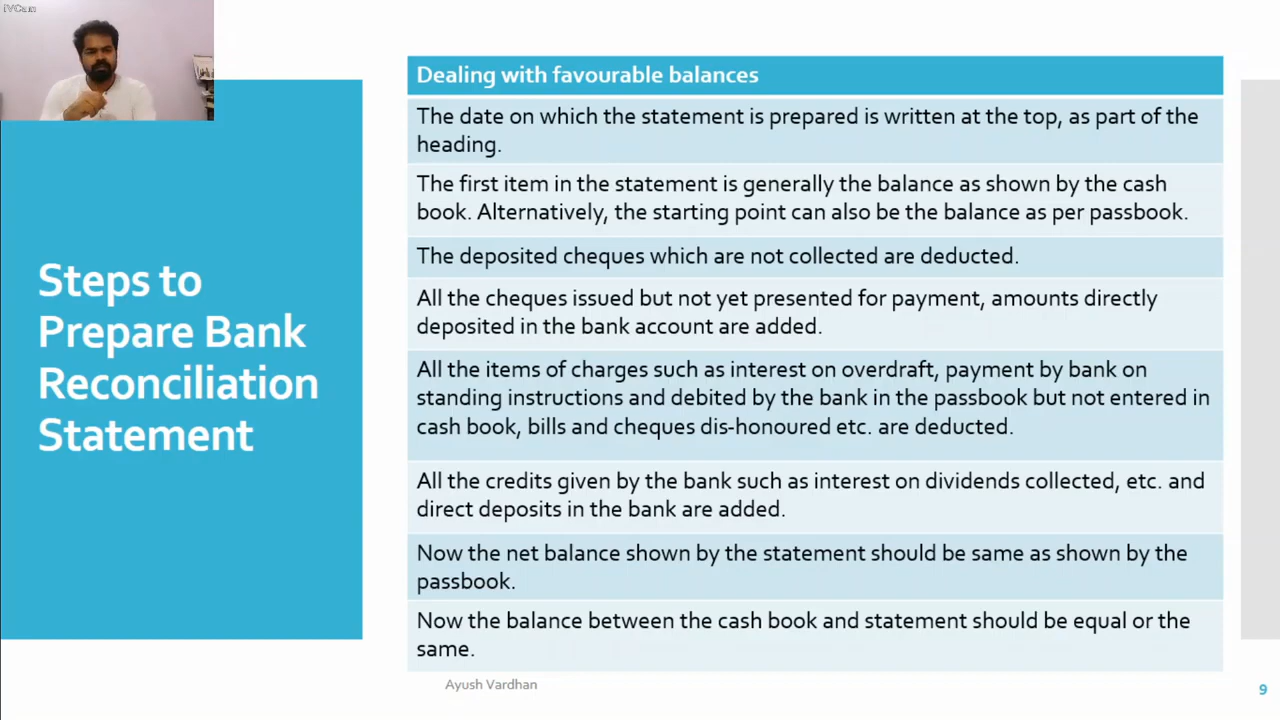 iVCam
Steps to
Prepare Bank
Reconciliation
Statement
Dealing with favourable balances
The date on which the statement is prepared is written at the top, as part of the
heading.
The first item in the statement is generally the balance as shown by the cash
book. Alternatively, the starting point can also be the balance as per passbook.
The deposited cheques which are not collected are deducted.
All the cheques issued but not yet presented for payment, amounts directly
deposited in the bank account are added.
All the items of charges such as interest on overdraft, payment by bank on
standing instructions and debited by the bank in the passbook but not entered in
cash book, bills and cheques dis-honoured etc. are deducted.
All the credits given by the bank such as interest on dividends collected, etc. and
direct deposits in the bank are added.
Now the net balance shown by the statement should be same as shown by the
passbook.
Now the balance between the cash book and statement should be equal or the
same.
Ayush Vardhan
9